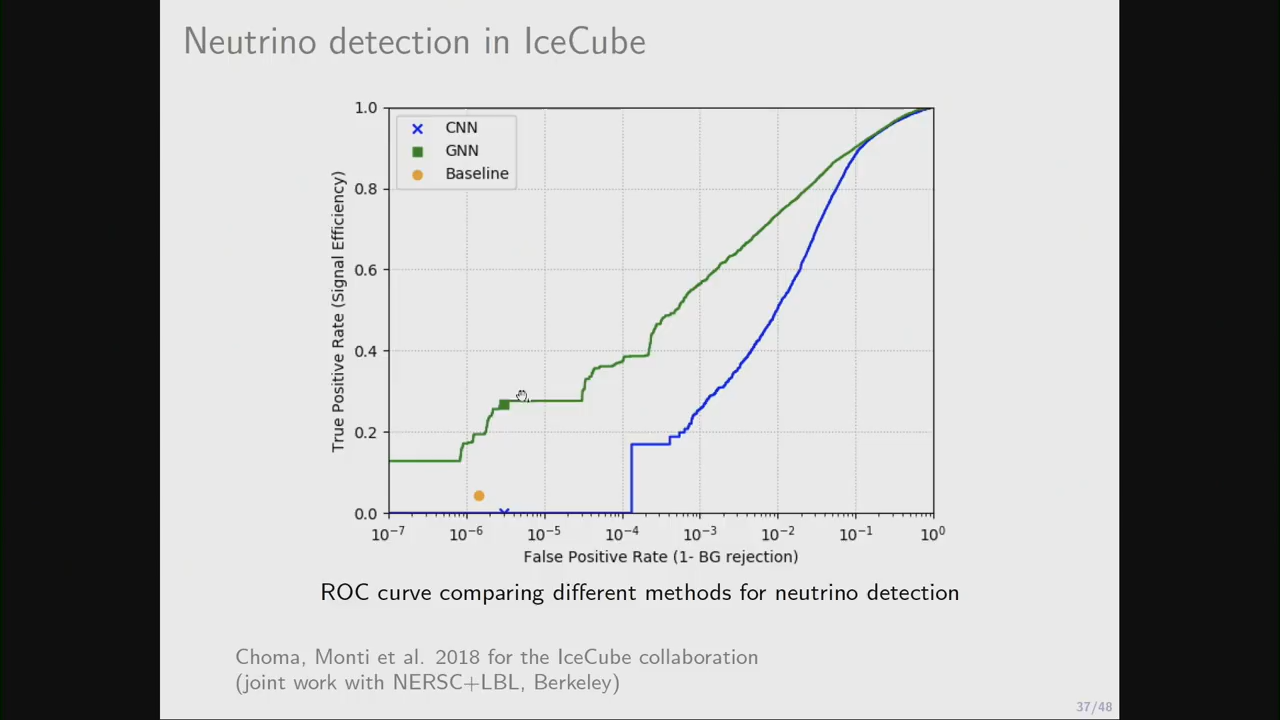 Neutrino detection in IceCube
1.0
0.8
0.6
0.4
0.2
0.0
True Positive Rate (Signal Efficiency)
CNN
GNN
Baseline
10⁻⁷ 10⁻⁶ 10⁻⁵ 10⁻⁴ 10⁻³ 10⁻² 10⁻¹ 10⁰
False Positive Rate (1- BG rejection)
ROC curve comparing different methods for neutrino detection
Choma, Monti et al. 2018 for the IceCube collaboration
(joint work with NERSC+LBL, Berkeley)
37/48